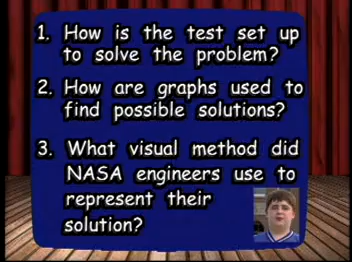 1. How is the test set up
to solve the problem?
2. How are graphs used to
find possible solutions?
3. What visual method did
NASA engineers use to
represent their
solution?